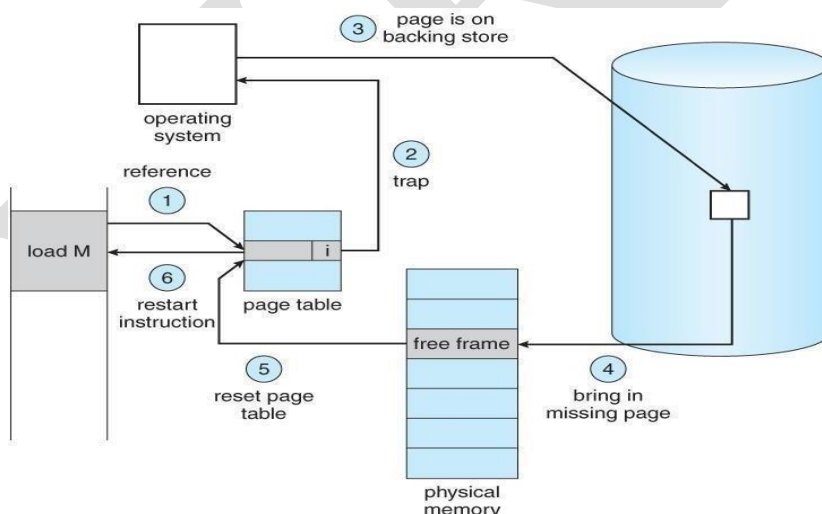 3
page is on
backing store
operating
system
2
trap
reference
1
load M
i
6
restart
instruction
page table
free frame
5
reset page
table
4
bring in
missing page
physical
memory